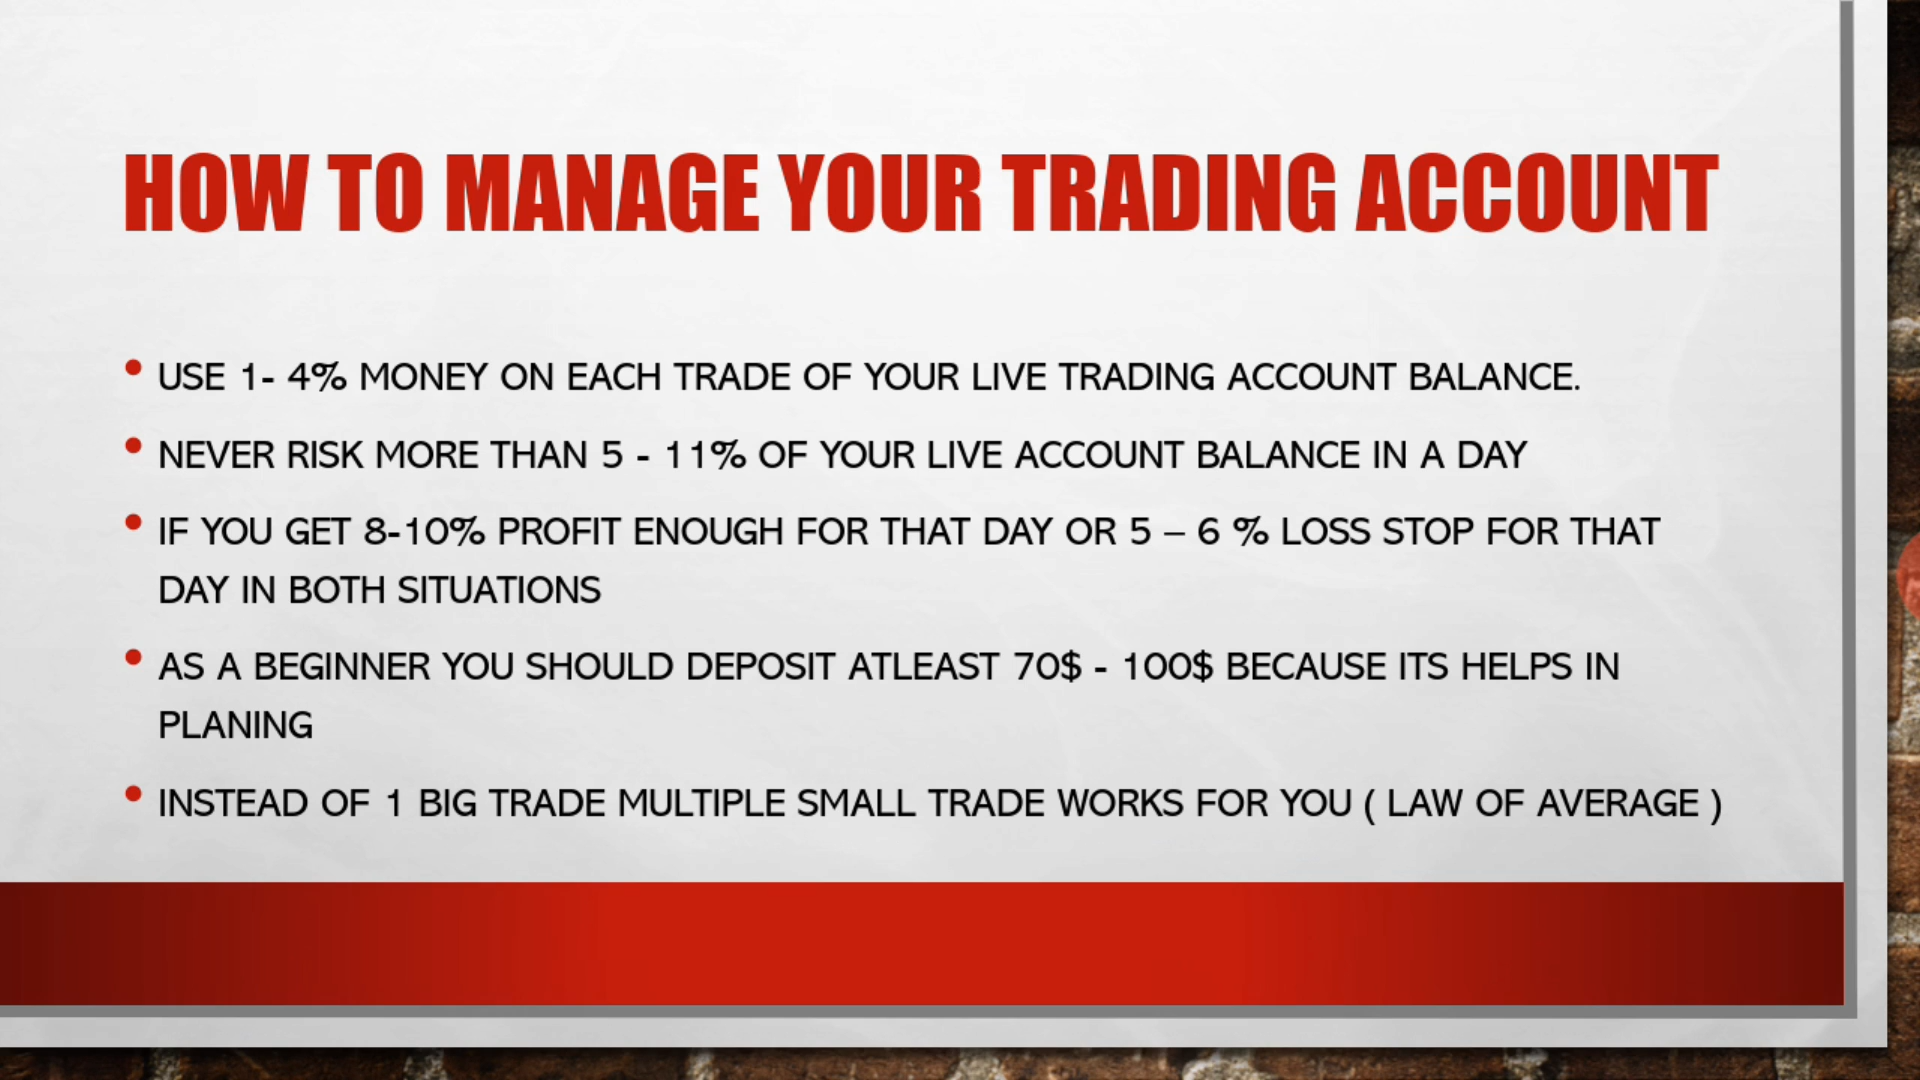 HOW TO MANAGE YOUR TRADING ACCOUNT
• USE 1- 4% MONEY ON EACH TRADE OF YOUR LIVE TRADING ACCOUNT BALANCE.
• NEVER RISK MORE THAN 5 - 11% OF YOUR LIVE ACCOUNT BALANCE IN A DAY
• IF YOU GET 8-10% PROFIT ENOUGH FOR THAT DAY OR 5 – 6 % LOSS STOP FOR THAT
DAY IN BOTH SITUATIONS
• AS A BEGINNER YOU SHOULD DEPOSIT ATLEAST 70$ - 100$ BECAUSE ITS HELPS IN
PLANING
• INSTEAD OF 1 BIG TRADE MULTIPLE SMALL TRADE WORKS FOR YOU ( LAW OF AVERAGE )